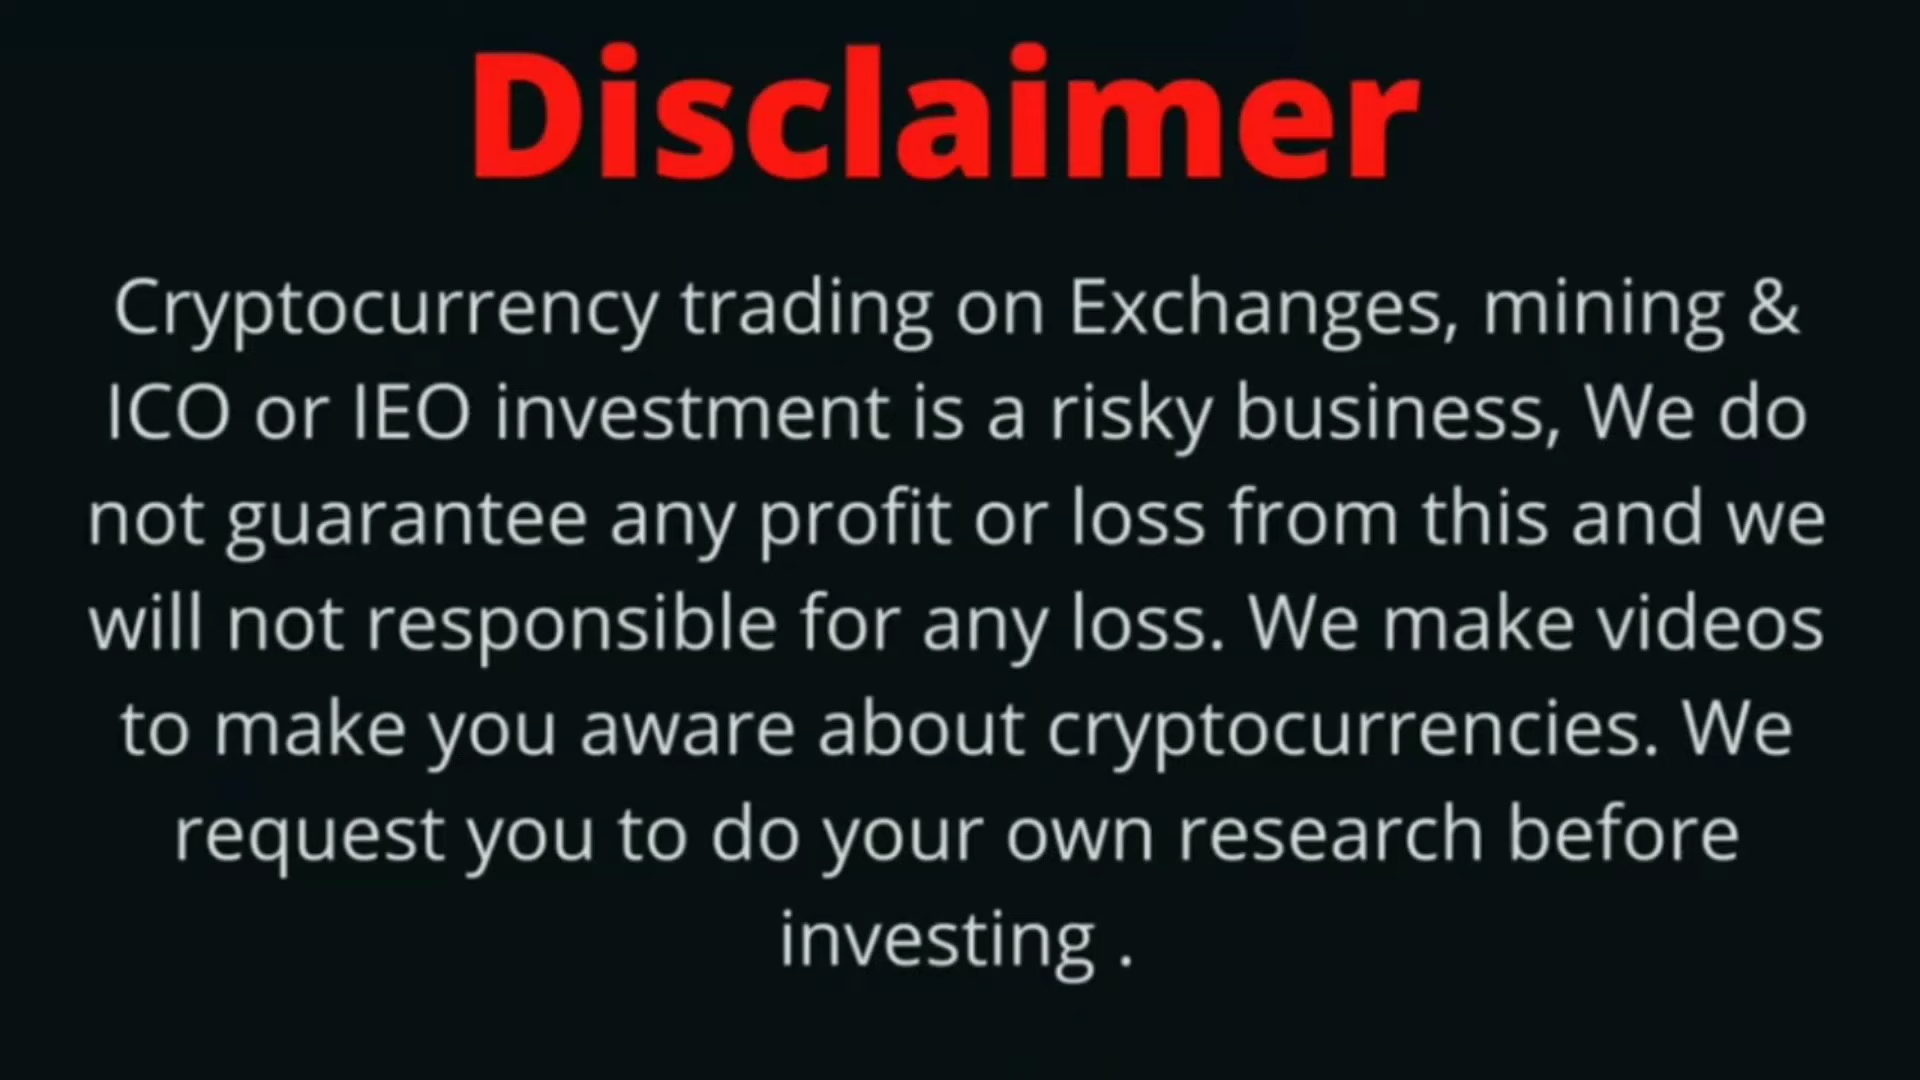 Disclaimer
Cryptocurrency trading on Exchanges, mining &
ICO or IEO investment is a risky business, We do
not guarantee any profit or loss from this and we
will not responsible for any loss. We make videos
to make you aware about cryptocurrencies. We
request you to do your own research before
investing .